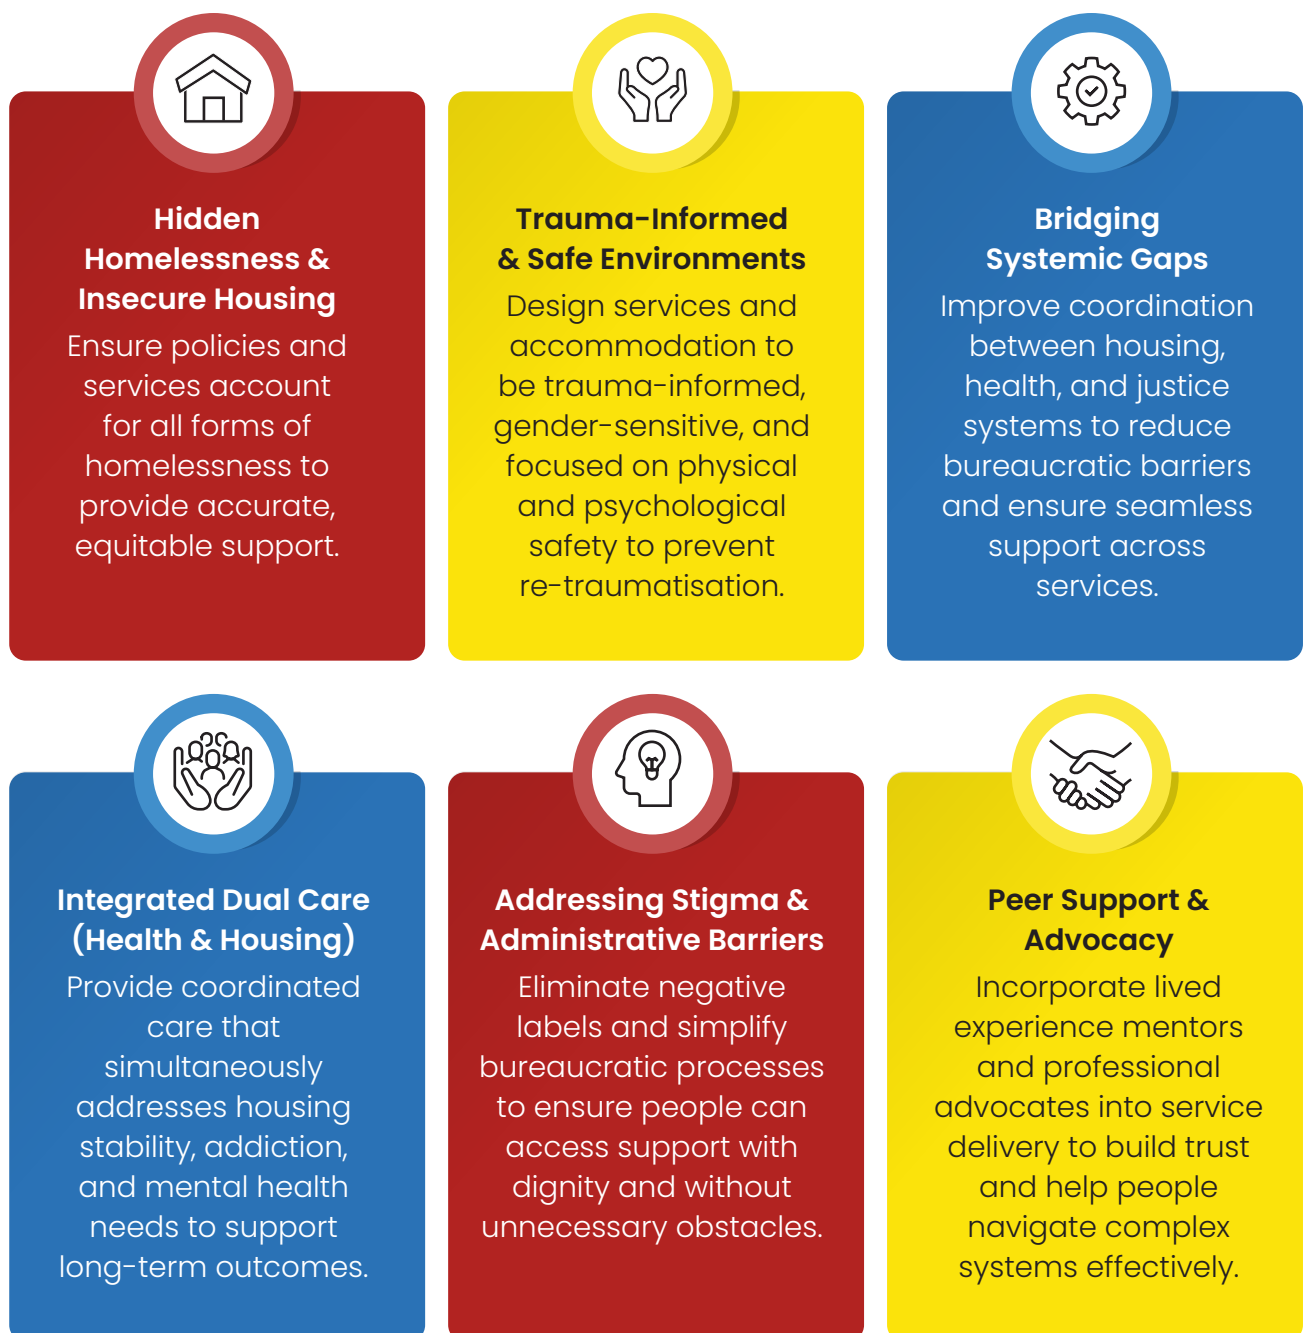 Hidden
Homelessness &
Insecure Housing
Ensure policies and
services account
for all forms of
homelessness to
provide accurate,
equitable support.
Trauma-Informed
& Safe Environments
Design services and
accommodation to
be trauma-informed,
gender-sensitive, and
focused on physical
and psychological
safety to prevent
re-traumatisation.
Bridging
Systemic Gaps
Improve coordination
between housing,
health, and justice
systems to reduce
bureaucratic barriers
and ensure seamless
support across
services.
Integrated Dual Care
(Health & Housing)
Provide coordinated
care that
simultaneously
addresses housing
stability, addiction,
and mental health
needs to support
long-term outcomes.
Addressing Stigma &
Administrative Barriers
Eliminate negative
labels and simplify
bureaucratic processes
to ensure people can
access support with
dignity and without
unnecessary obstacles.
Peer Support &
Advocacy
Incorporate lived
experience mentors
and professional
advocates into service
delivery to build trust
and help people
navigate complex
systems effectively.